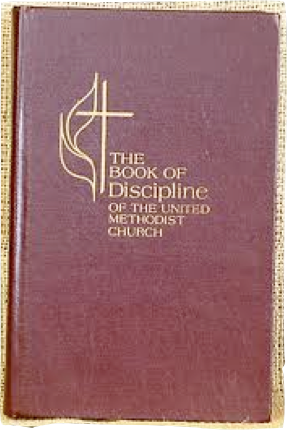 THE
BOOK OF
Discipline
OF THE UNITED
METHODIST
CHURCH